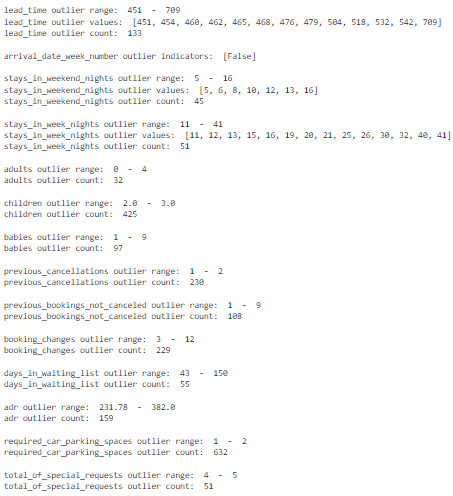 lead_time outlier range:  451  -  709
lead_time outlier values:  [451, 454, 460, 462, 465, 468, 476, 479, 504, 518, 532, 542, 709]
lead_time outlier count:  133
arrival_date_week_number outlier indicators:  [False]
stays_in_weekend_nights outlier range:  5  -  16
stays_in_weekend_nights outlier values:  [5, 6, 8, 10, 12, 13, 16]
stays_in_weekend_nights outlier count:  45
stays_in_week_nights outlier range:  11  -  41
stays_in_week_nights outlier values:  [11, 12, 13, 15, 16, 19, 20, 21, 25, 26, 30, 32, 40, 41]
stays_in_week_nights outlier count:  51
adults outlier range:  0  -  4
adults outlier count:  32
children outlier range:  2.0  -  3.0
children outlier count:  425
babies outlier range:  1  -  9
babies outlier count:  97
previous_cancellations outlier range:  1  -  2
previous_cancellations outlier count:  230
previous_bookings_not_canceled outlier range:  1  -  9
previous_bookings_not_canceled outlier count:  108
booking_changes outlier range:  3  -  12
booking_changes outlier count:  229
days_in_waiting_list outlier range:  43  -  150
days_in_waiting_list outlier count:  55
adr outlier range:  231.78  -  382.0
adr outlier count:  159
required_car_parking_spaces outlier range:  1  -  2
required_car_parking_spaces outlier count:  632
total_of_special_requests outlier range:  4  -  5
total_of_special_requests outlier count:  51